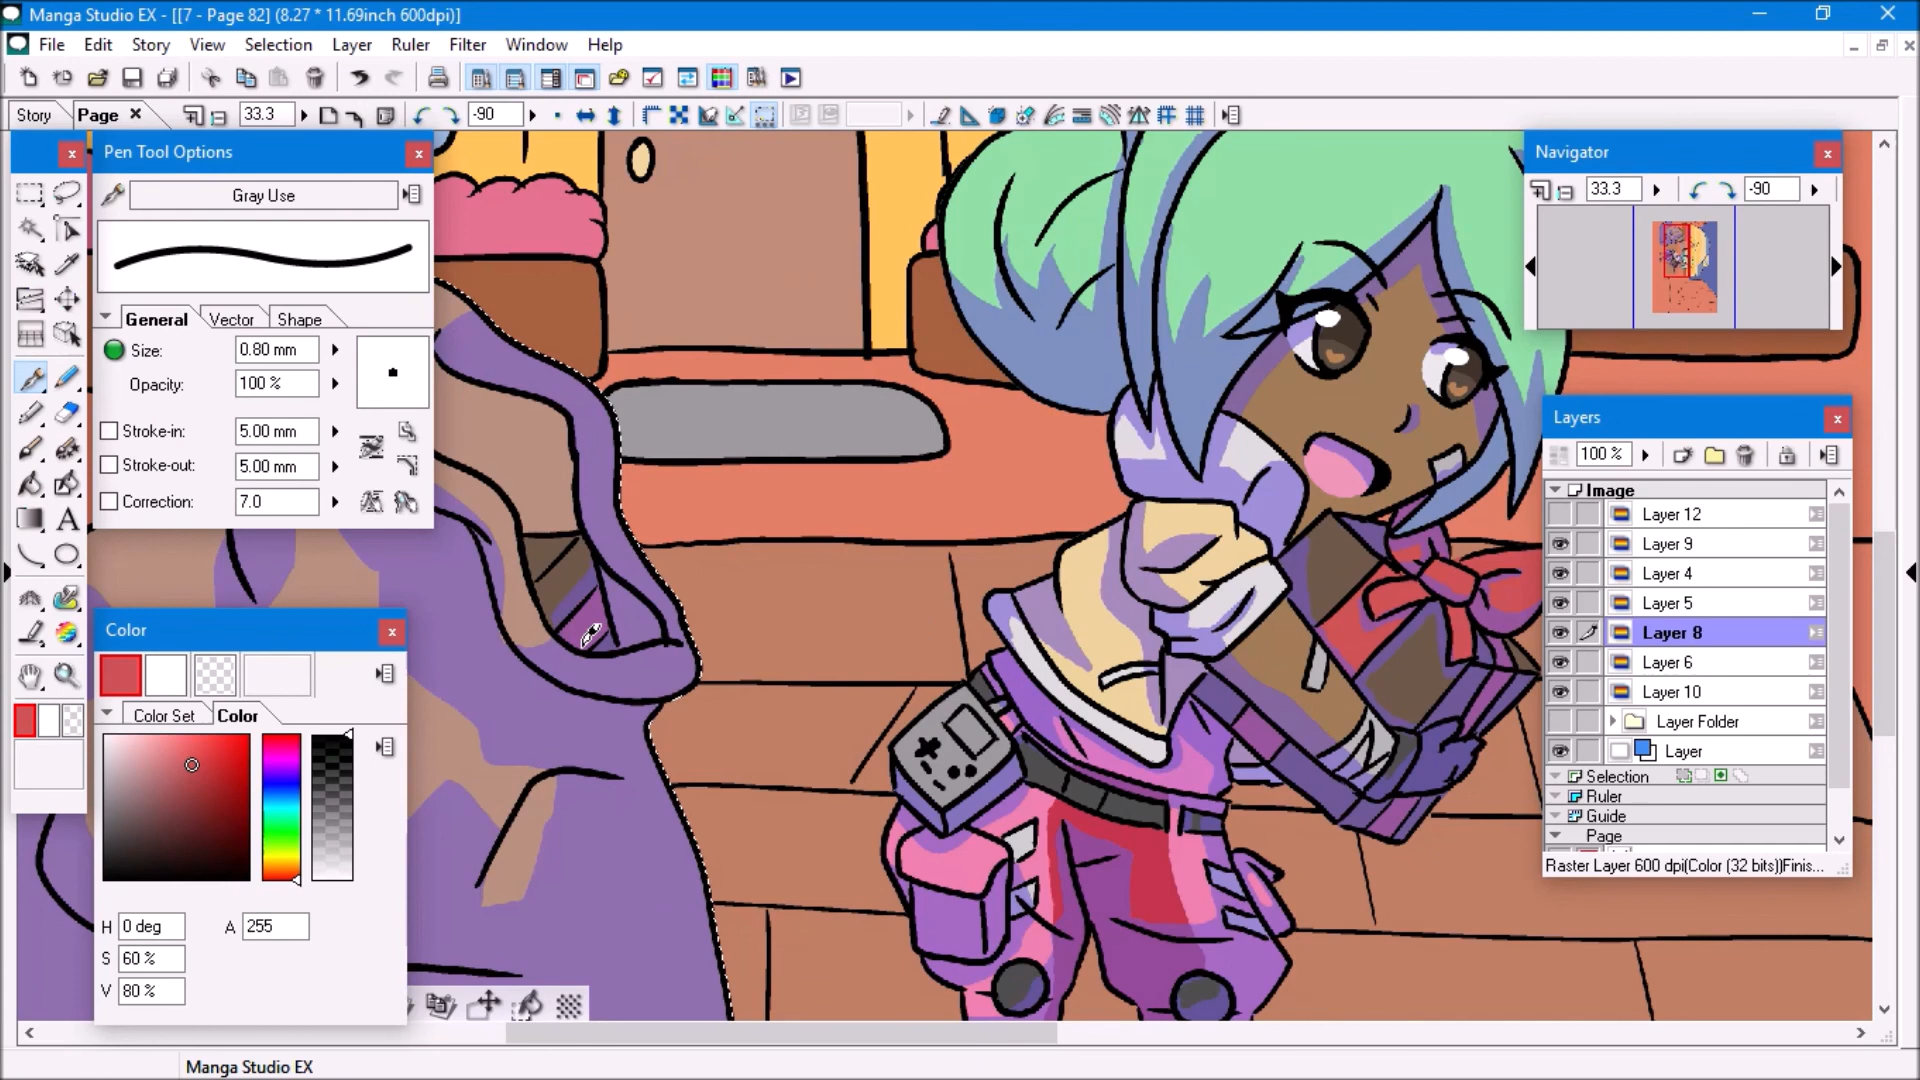 Manga Studio EX - [[7 - Page 82] (8.27 * 11.69inch 600dpi)]
File Edit Story View Selection Layer Ruler Filter Window Help
Story Page 33.3 -90
Pen Tool Options
Gray Use
General Vector Shape
Size: 0.80 mm
Opacity: 100 %
Stroke-in: 5.00 mm
Stroke-out: 5.00 mm
Correction: 7.0
Color
Color Set Color
H 0 deg A 255
S 60 %
V 80 %
Navigator
33.3 -90
Layers
100 %
Image
Layer 12
Layer 9
Layer 4
Layer 5
Layer 8
Layer 6
Layer 10
Layer Folder
Layer
Selection
Ruler
Guide
Page
Raster Layer 600 dpi(Color (32 bits))Finis...
Manga Studio EX